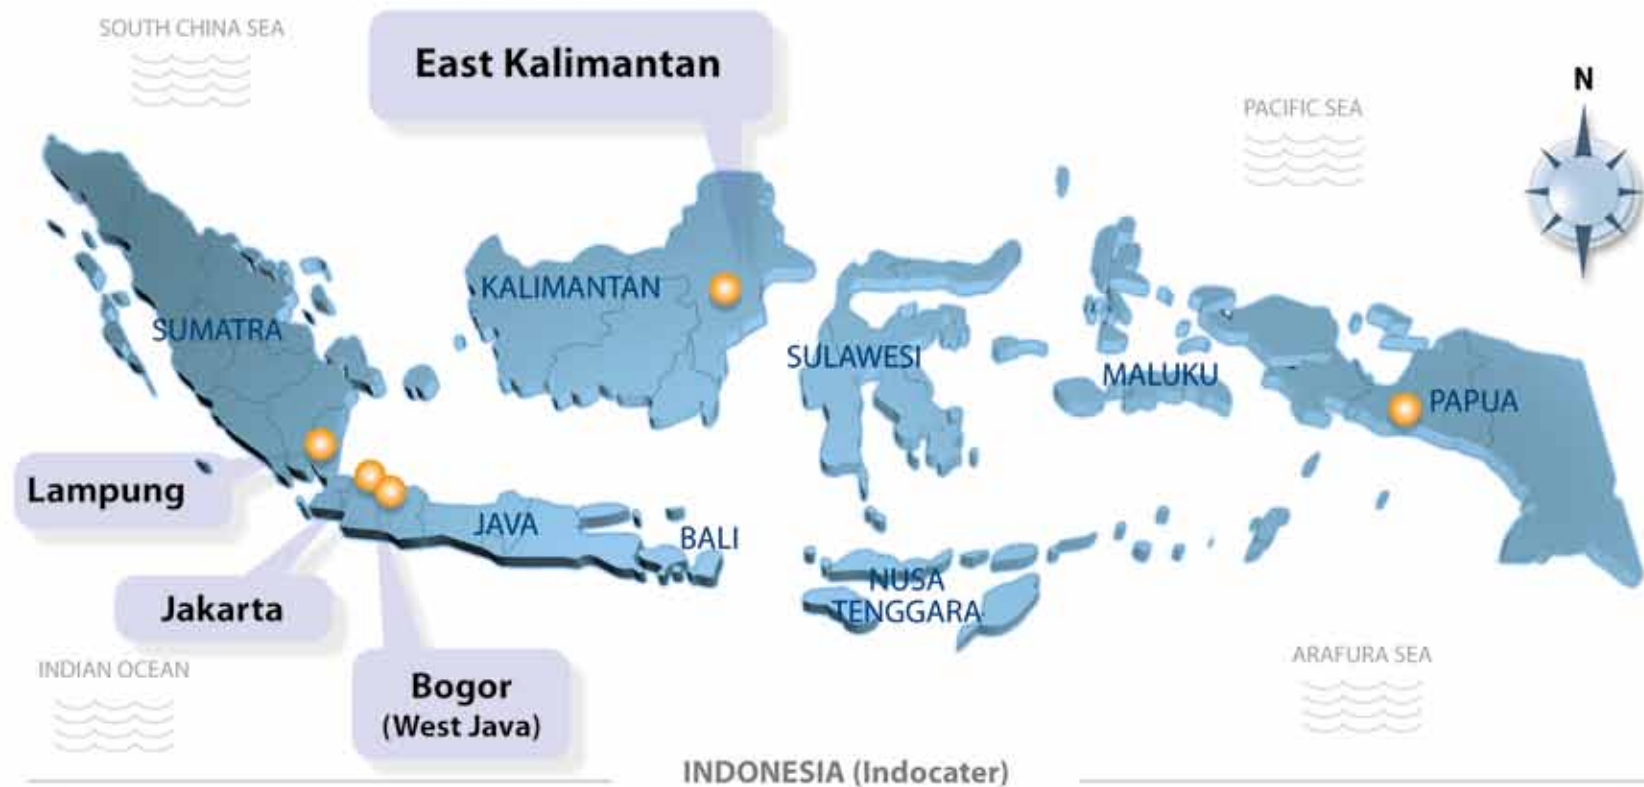 SOUTH CHINA SEA
East Kalimantan
PACIFIC SEA
N
KALIMANTAN
SUMATRA
SULAWESI
MALUKU
PAPUA
Lampung
JAVA
BALI
NUSA
TENGGARA
Jakarta
INDIAN OCEAN
Bogor
(West Java)
ARAFURA SEA
INDONESIA (Indocater)